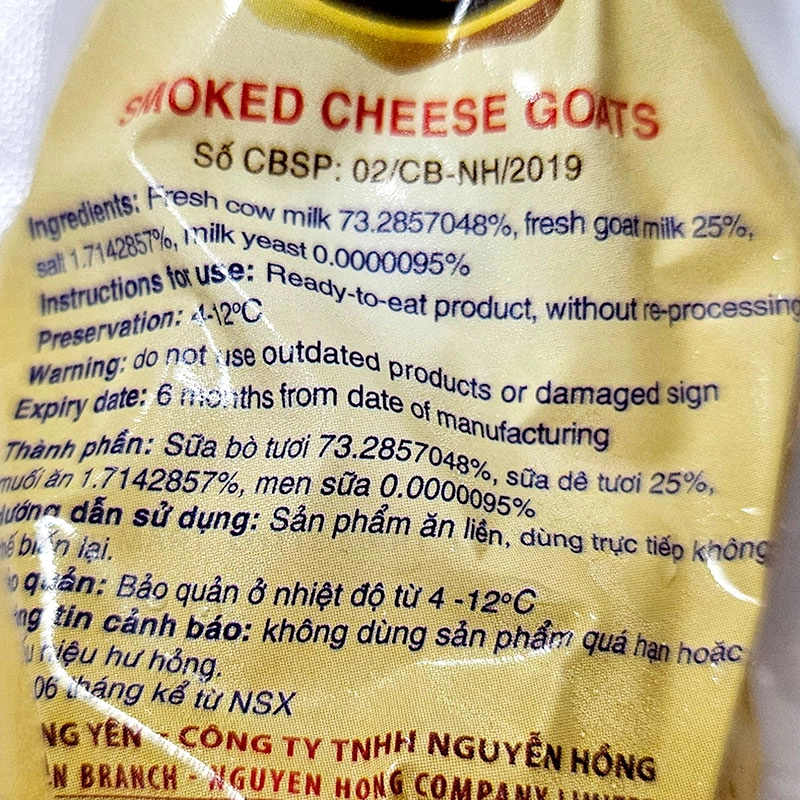 SMOKED CHEESE GOATS
Số CBSP: 02/CB-NH/2019
Ingredients: Fresh cow milk 73.2857048%, fresh goat milk 25%,
salt 1.7142857%, milk yeast 0.0000095%
Instructions for use: Ready-to-eat product, without re-processing
Preservation: 4-12ºC
Warning: do not use outdated products or damaged sign
Expiry date: 6 months from date of manufacturing
Thành phần: Sữa bò tươi 73.2857048%, sữa dê tươi 25%,
muối ăn 1.7142857%, men sữa 0.0000095%
dẫn sử dụng: Sản phẩm ăn liền, dùng trực tiếp không
biến lại.
quản: Bảo quản ở nhiệt độ từ 4 -12ºC
tin cảnh báo: không dùng sản phẩm quá hạn hoặc
hiệu hư hỏng.
06 tháng kể từ NSX
YÊN - CÔNG TY TNHH NGUYỄN HỒNG
BRANCH - NGUYEN HONG COMPANY